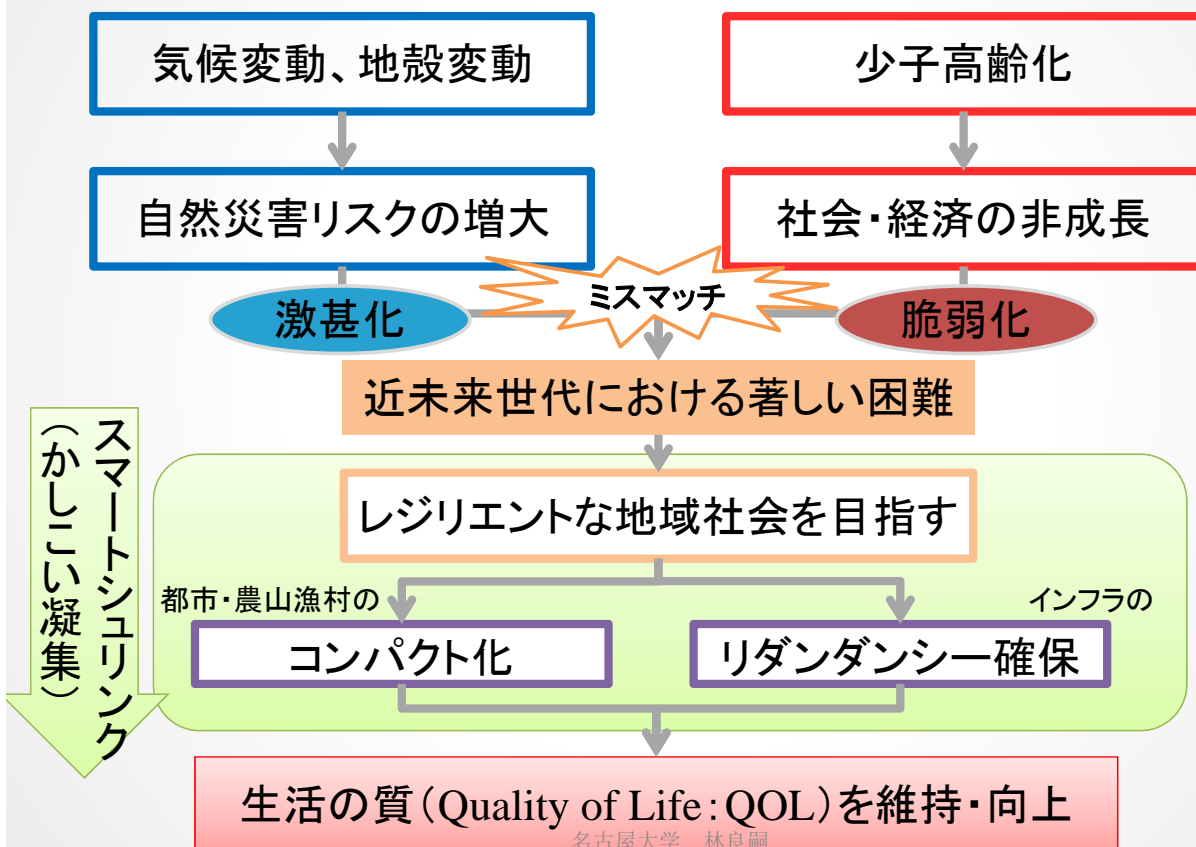 気候変動、地殻変動
少子高齢化
自然災害リスクの増大
社会・経済の非成長
ミスマッチ
激甚化
脆弱化
近未来世代における著しい困難
スマートシュリンク
（かしこい凝集）
レジリエントな地域社会を目指す
都市・農山漁村の
コンパクト化
インフラの
リダンダンシー確保
生活の質（Quality of Life：QOL）を維持・向上
名古屋大学　林良嗣